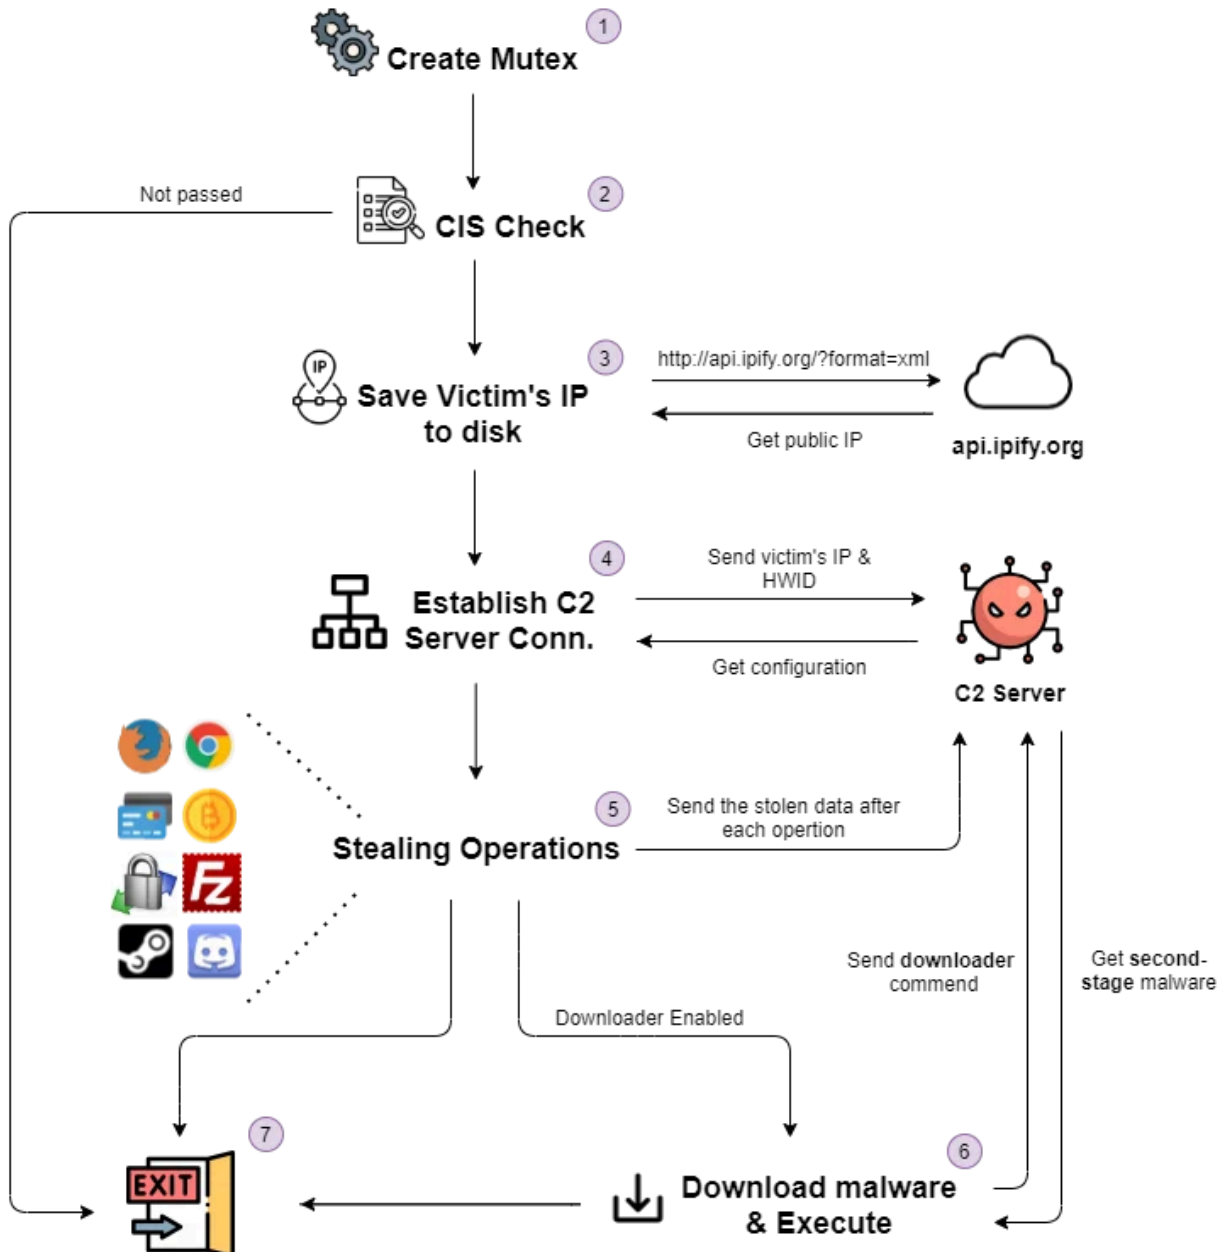 1
Create Mutex
Not passed
2
CIS Check
3
Save Victim's IP
to disk
IP
http://api.ipify.org/?format=xml
Get public IP
api.ipify.org
4
Establish C2
Server Conn.
Send victim's IP &
HWID
Get configuration
C2 Server
5
Stealing Operations
Send the stolen data after
each opertion
Fz
Send downloader
commend
Get second-
stage malware
Downloader Enabled
7
EXIT
6
Download malware
& Execute